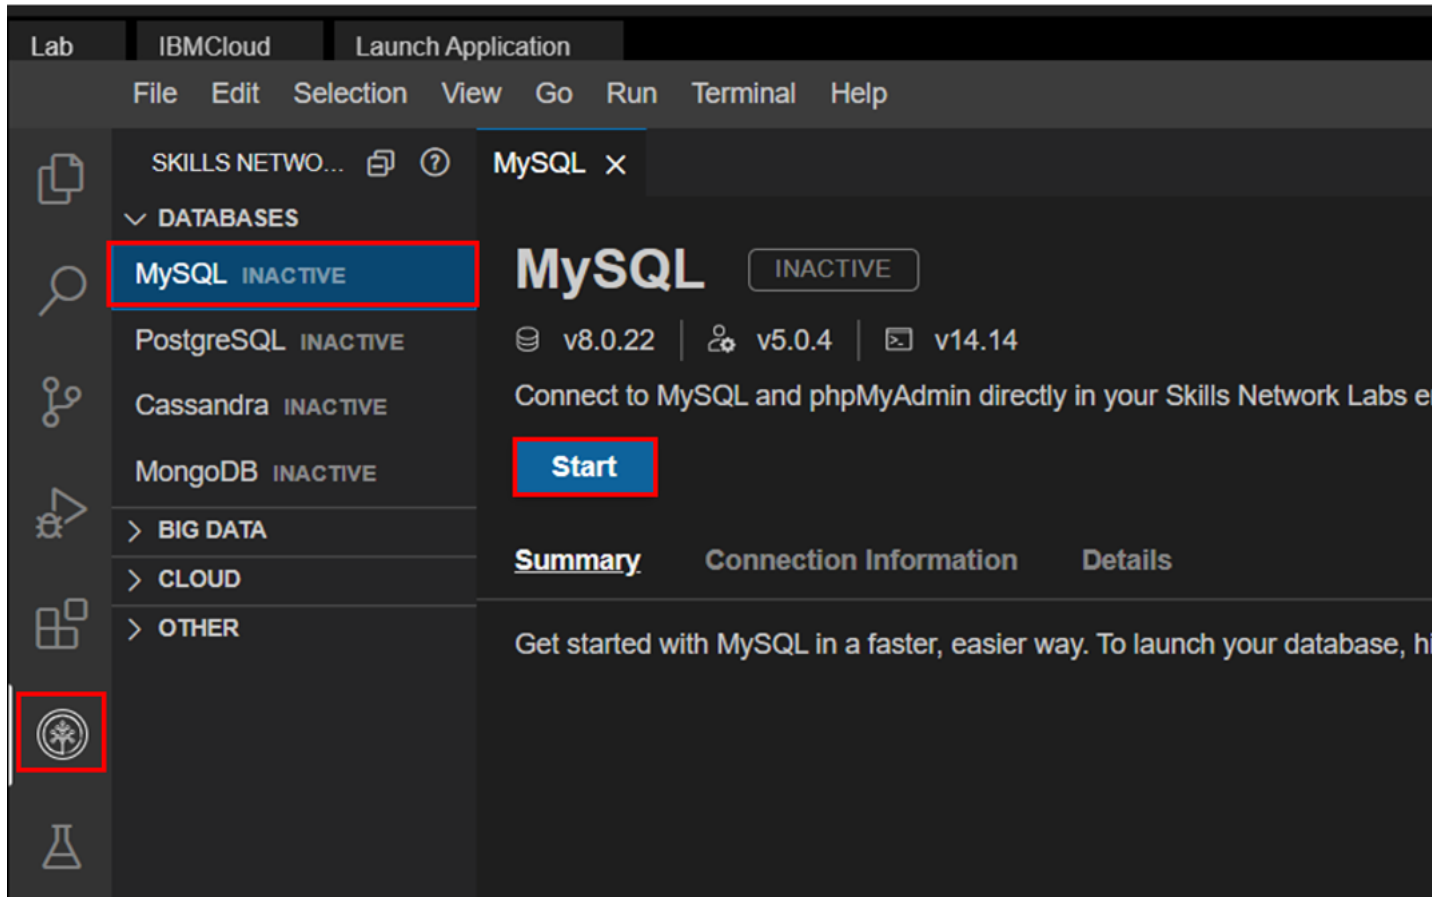 Lab IBMCloud Launch Application
File Edit Selection View Go Run Terminal Help
SKILLS NETWO... MySQL
DATABASES
MySQL INACTIVE
PostgreSQL INACTIVE
Cassandra INACTIVE
MongoDB INACTIVE
BIG DATA
CLOUD
OTHER
MySQL INACTIVE
v8.0.22 v5.0.4 v14.14
Connect to MySQL and phpMyAdmin directly in your Skills Network Labs
Start
Summary Connection Information Details
Get started with MySQL in a faster, easier way. To launch your database,